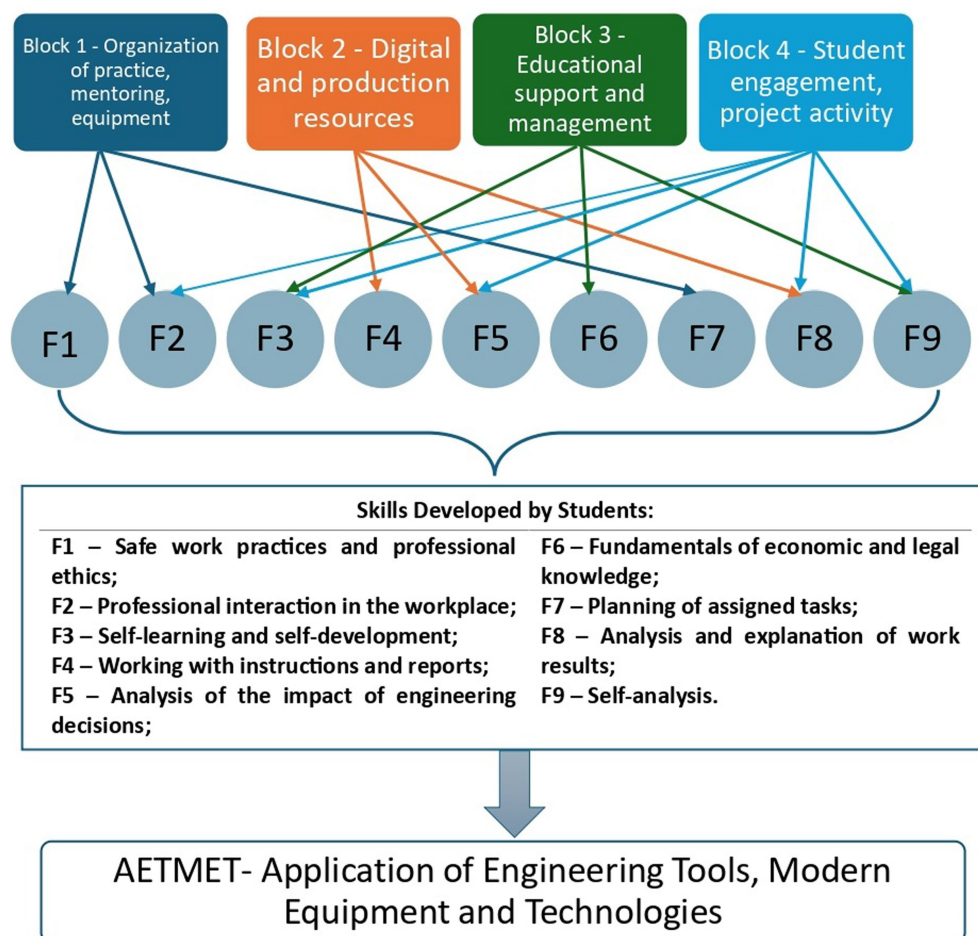 Block 1 - Organization
of practice,
mentoring,
equipment
Block 2 - Digital
and production
resources
Block 3 -
Educational
support and
management
Block 4 - Student
engagement,
project activity
F1
F2
F3
F4
F5
F6
F7
F8
F9
Skills Developed by Students:
F1 – Safe work practices and professional
ethics;
F2 – Professional interaction in the workplace;
F3 – Self-learning and self-development;
F4 – Working with instructions and reports;
F5 – Analysis of the impact of engineering
decisions;
F6 – Fundamentals of economic and legal
knowledge;
F7 – Planning of assigned tasks;
F8 – Analysis and explanation of work
results;
F9 – Self-analysis.
AETMET- Application of Engineering Tools, Modern
Equipment and Technologies